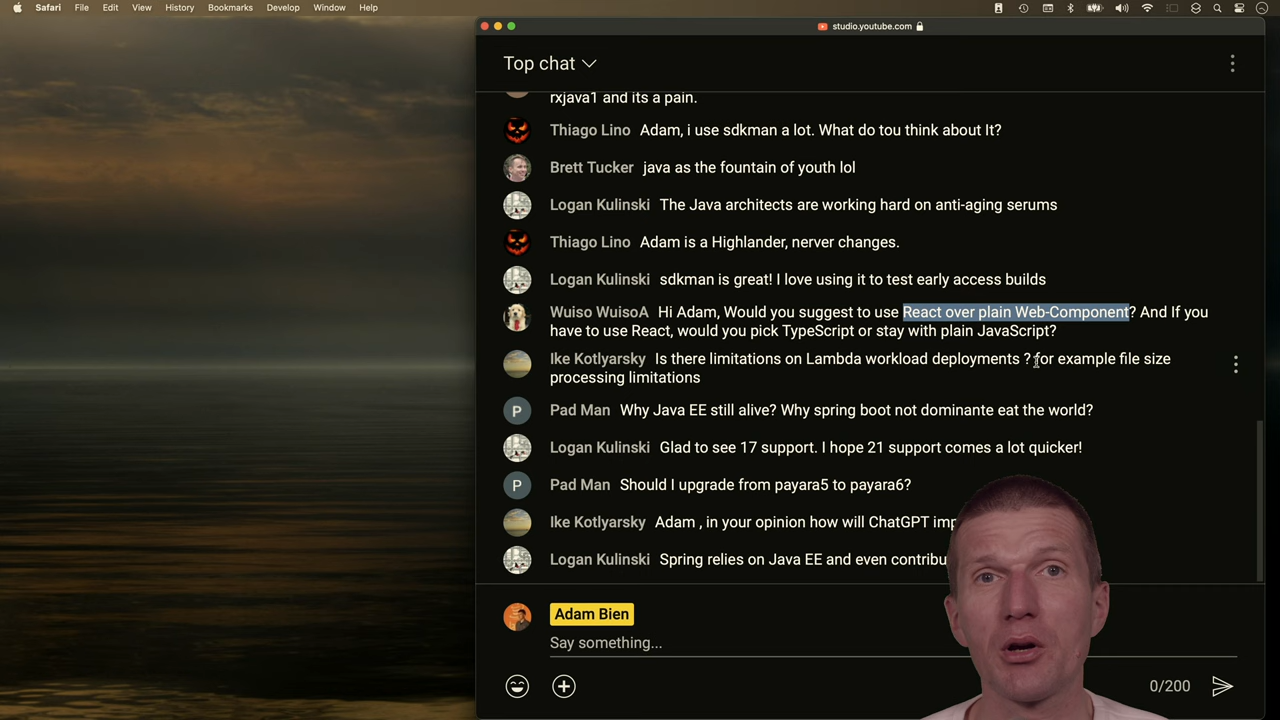 Safari File Edit View History Bookmarks Develop Window Help
studio.youtube.com
Top chat
rxjava1 and its a pain.
Thiago Lino Adam, i use sdkman a lot. What do tou think about It?
Brett Tucker java as the fountain of youth lol
Logan Kulinski The Java architects are working hard on anti-aging serums
Thiago Lino Adam is a Highlander, nerver changes.
Logan Kulinski sdkman is great! I love using it to test early access builds
Wuiso WuisoA Hi Adam, Would you suggest to use React over plain Web-Component? And If you
have to use React, would you pick TypeScript or stay with plain JavaScript?
Ike Kotlyarsky Is there limitations on Lambda workload deployments ? for example file size
processing limitations
P Pad Man Why Java EE still alive? Why spring boot not dominante eat the world?
Logan Kulinski Glad to see 17 support. I hope 21 support comes a lot quicker!
P Pad Man Should I upgrade from payara5 to payara6?
Ike Kotlyarsky Adam , in your opinion how will ChatGPT
Logan Kulinski Spring relies on Java EE and even
Adam Bien
Say something...
0/200